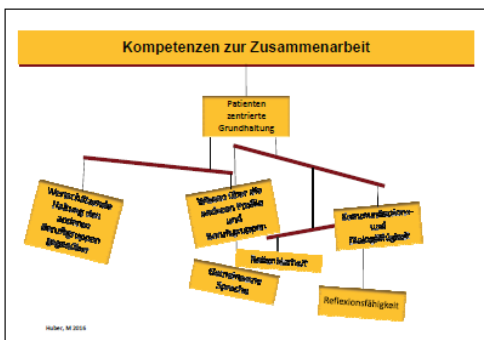 Kompetenzen zur Zusammenarbeit
Patienten
zentrierte
Grundhaltung
Wertschätzende
Haltung den
anderen
Berufsgruppen
gegenüber
Wissen über die
anderen Profile
und
Berufsgruppen
Kommunikations-
und
Dialogfähigkeit
Gemeinsame
Sprache
Reflexionsfähigkeit
Huber, M 2016